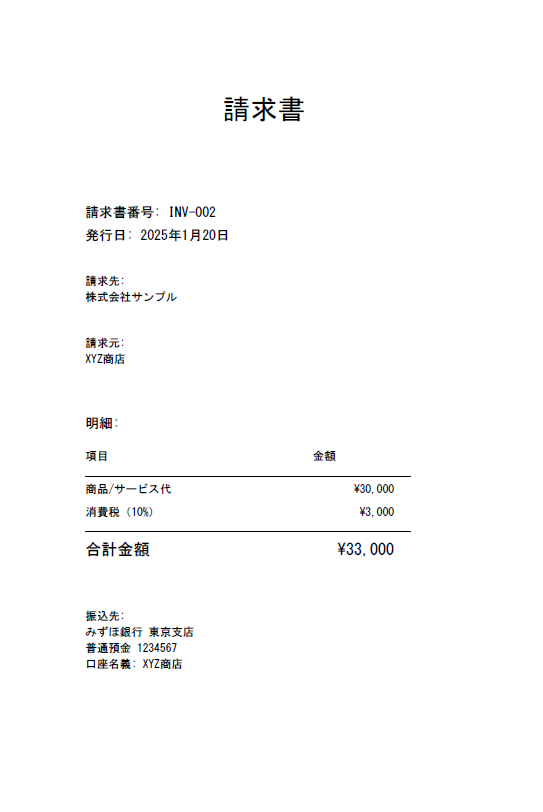 請求書
請求書番号: INV-002
発行日: 2025年1月20日
請求先:
株式会社サンプル
請求元:
XYZ商店
明細:
項目 金額
商品/サービス代 ¥30,000
消費税 (10%) ¥3,000
合計金額 ¥33,000
振込先:
みずほ銀行 東京支店
普通預金 1234567
口座名義: XYZ商店